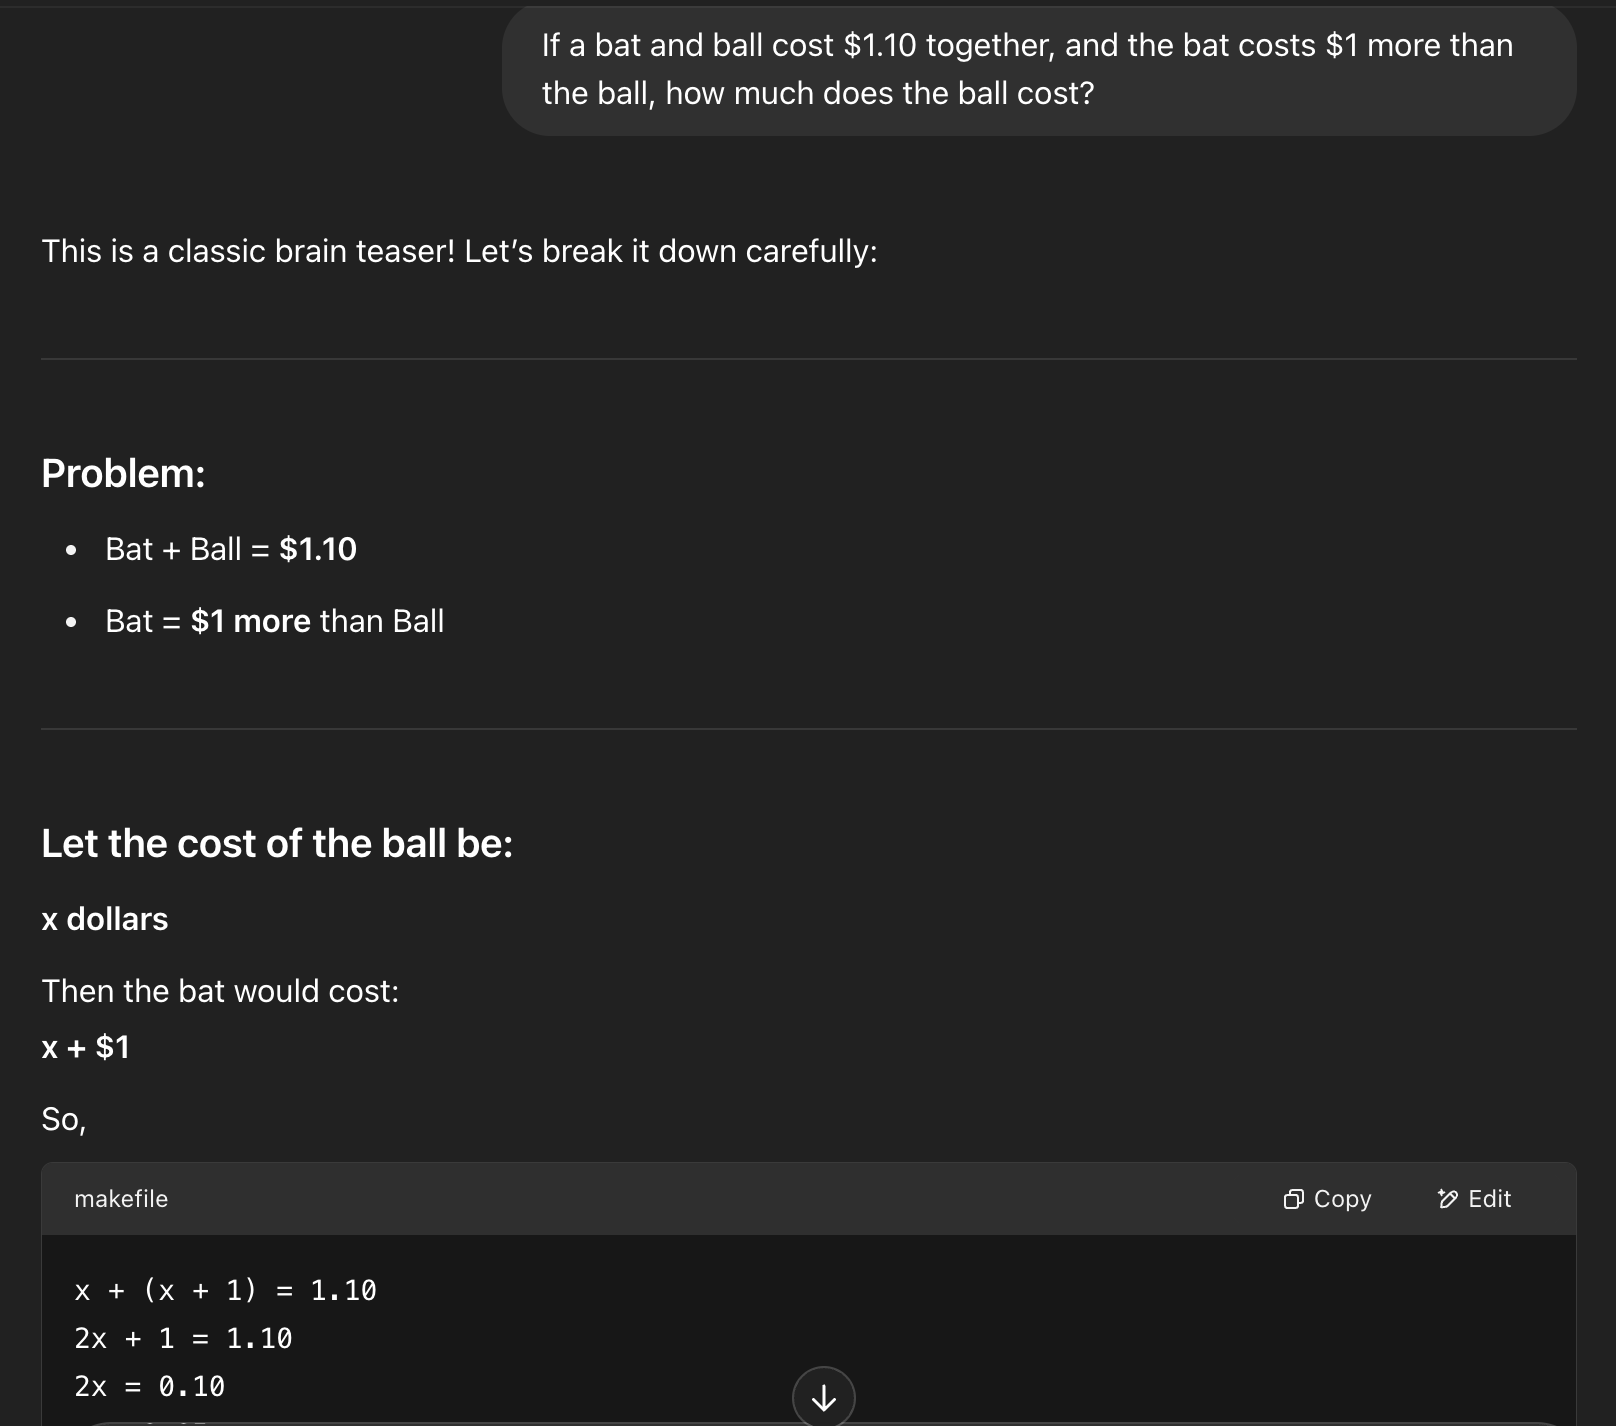 If a bat and ball cost $1.10 together, and the bat costs $1 more than
the ball, how much does the ball cost?
This is a classic brain teaser! Let’s break it down carefully:
Problem:
• Bat + Ball = $1.10
• Bat = $1 more than Ball
Let the cost of the ball be:
x dollars
Then the bat would cost:
x + $1
So,
makefile Copy Edit
x + (x + 1) = 1.10
2x + 1 = 1.10
2x = 0.10